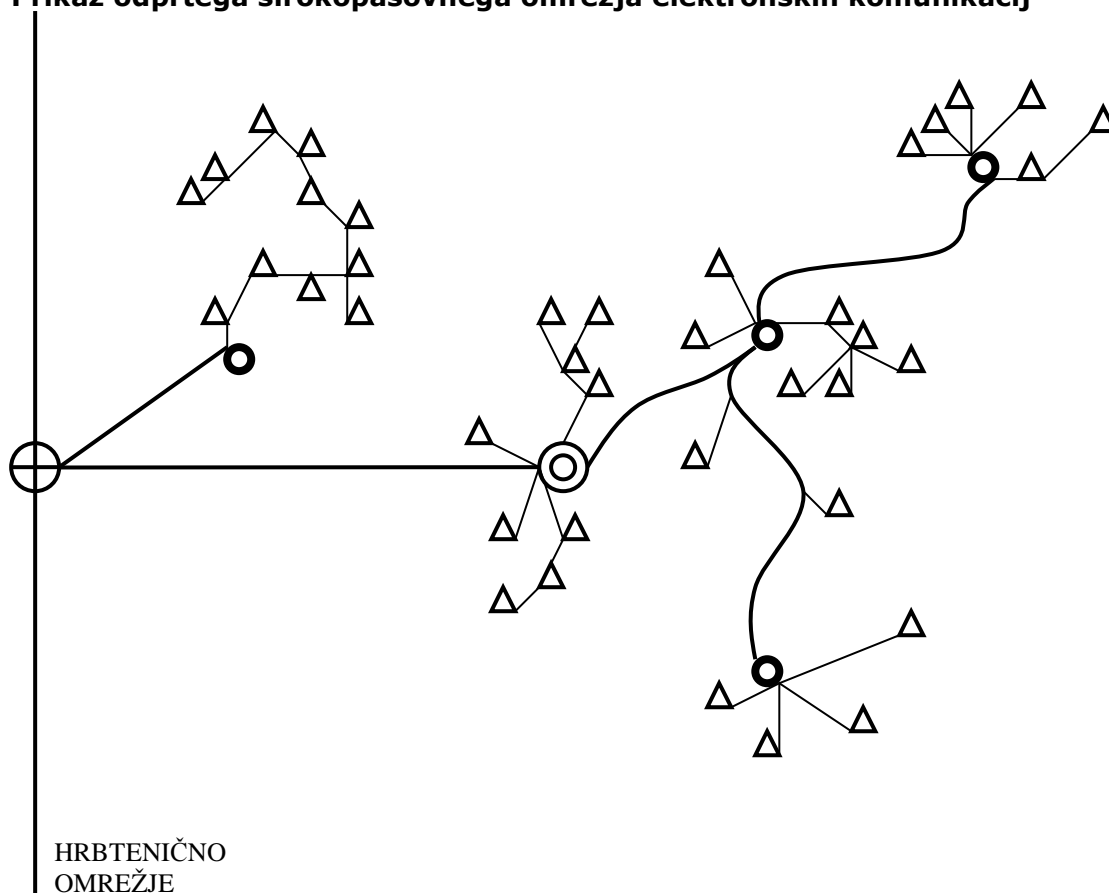 Prikaz odprtega širokopasovnega omrežja elektronskih komunikacij
HRBTENIČNO
OMREŽJE